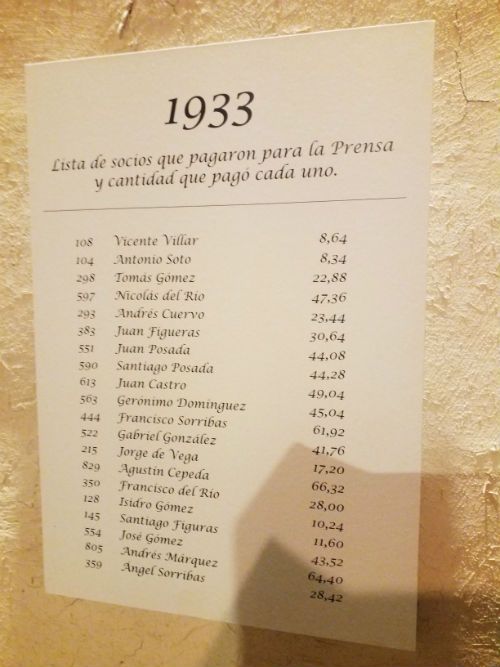 1933
Lista de socios que pagaron para la Prensa
y cantidad que pagó cada uno.
108 Vicente Villar 8,64
104 Antonio Soto 8,34
298 Tomás Gómez 22,88
597 Nicolás del Río 47,36
293 Andrés Cuervo 23,44
383 Juan Figueras 30,64
551 Juan Posada 44,08
590 Santiago Posada 44,28
613 Juan Castro 49,04
563 Gerónimo Domínguez 45,04
444 Francisco Sorribas 61,92
522 Gabriel González 41,76
215 Jorge de Vega 17,20
829 Agustín Cepeda 66,32
350 Francisco del Río 28,00
128 Isidro Gómez 10,24
145 Santiago Figuras 11,60
554 José Gómez 43,52
805 Andrés Márquez 64,40
359 Ángel Sorribas 28,42